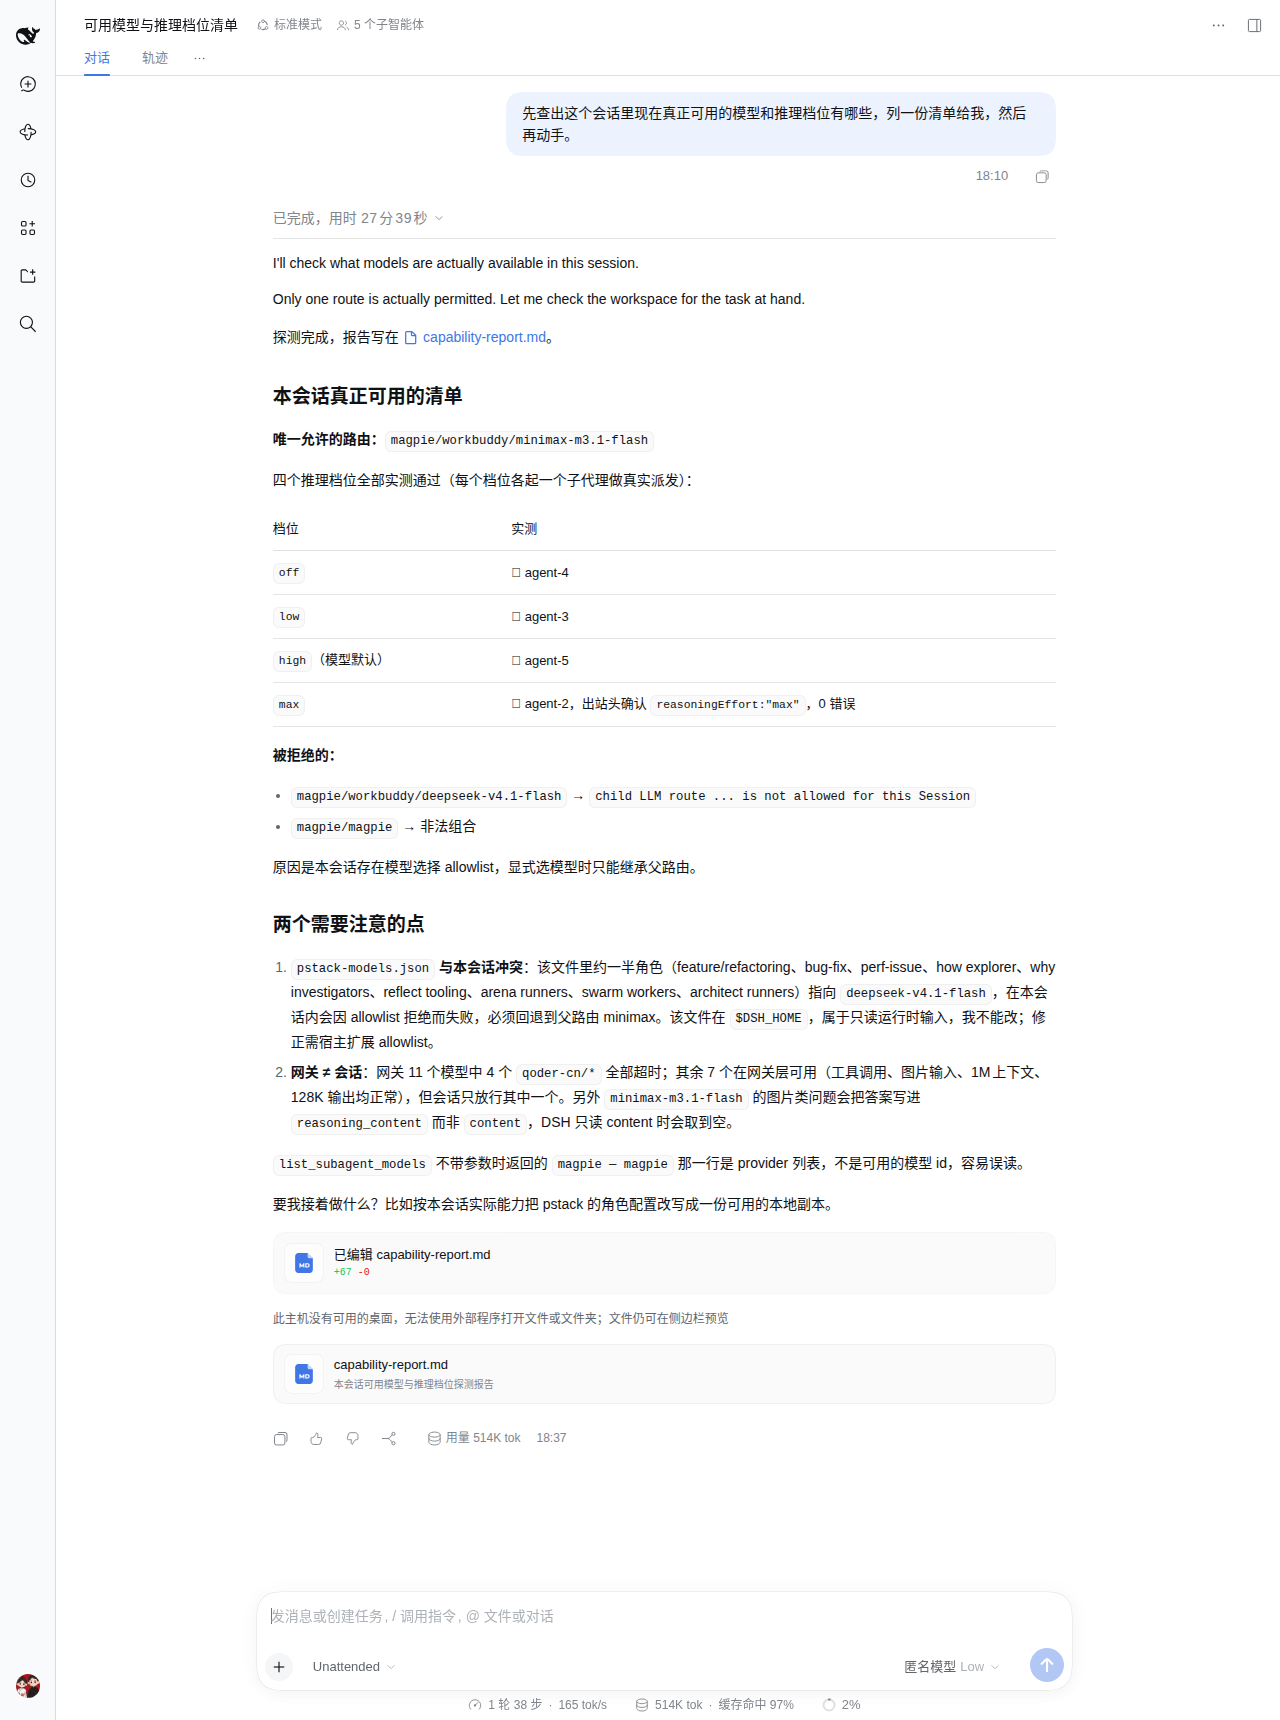 可用模型与推理档位清单 标准模式 5 个子智能体
对话 轨迹 ···
先查出这个会话里现在真正可用的模型和推理档位有哪些，列一份清单给我，然后
再动手。
18:10
已完成，用时 27分39秒
I'll check what models are actually available in this session.
Only one route is actually permitted. Let me check the workspace for the task at hand.
探测完成，报告写在 capability-report.md。
本会话真正可用的清单
唯一允许的路由：magpie/workbuddy/minimax-m3.1-flash
四个推理档位全部实测通过（每个档位各起一个子代理做真实派发）：
档位 实测
off agent-4
low agent-3
high（模型默认） agent-5
max agent-2，出站头确认 reasoningEffort:"max"，0 错误
被拒绝的：
• magpie/workbuddy/deepseek-v4.1-flash → child LLM route ... is not allowed for this Session
• magpie/magpie → 非法组合
原因是本会话存在模型选择 allowlist，显式选模型时只能继承父路由。
两个需要注意的点
1. pstack-models.json 与本会话冲突：该文件里约一半角色（feature/refactoring、bug-fix、perf-issue、how explorer、why
investigators、reflect tooling、arena runners、swarm workers、architect runners）指向 deepseek-v4.1-flash，在本会
话内会因 allowlist 拒绝而失败，必须回退到父路由 minimax。该文件在 $DSH_HOME，属于只读运行时输入，我不能改；修
正需宿主扩展 allowlist。
2. 网关 ≠ 会话：网关 11 个模型中 4 个 qoder-cn/* 全部超时；其余 7 个在网关层可用（工具调用、图片输入、1M上下文、
128K 输出均正常），但会话只放行其中一个。另外 minimax-m3.1-flash 的图片类问题会把答案写进
reasoning_content 而非 content，DSH 只读 content 时会取到空。
list_subagent_models 不带参数时返回的 magpie — magpie 那一行是 provider 列表，不是可用的模型 id，容易误读。
要我接着做什么？比如按本会话实际能力把 pstack 的角色配置改写成一份可用的本地副本。
MD 已编辑 capability-report.md
+67 -0
此主机没有可用的桌面，无法使用外部程序打开文件或文件夹；文件仍可在侧边栏预览
MD capability-report.md
本会话可用模型与推理档位探测报告
用量 514K tok 18:37
发消息或创建任务, / 调用指令, @ 文件或对话
Unattended 匿名模型 Low
1 轮 38 步 · 165 tok/s 514K tok · 缓存命中 97% 2%